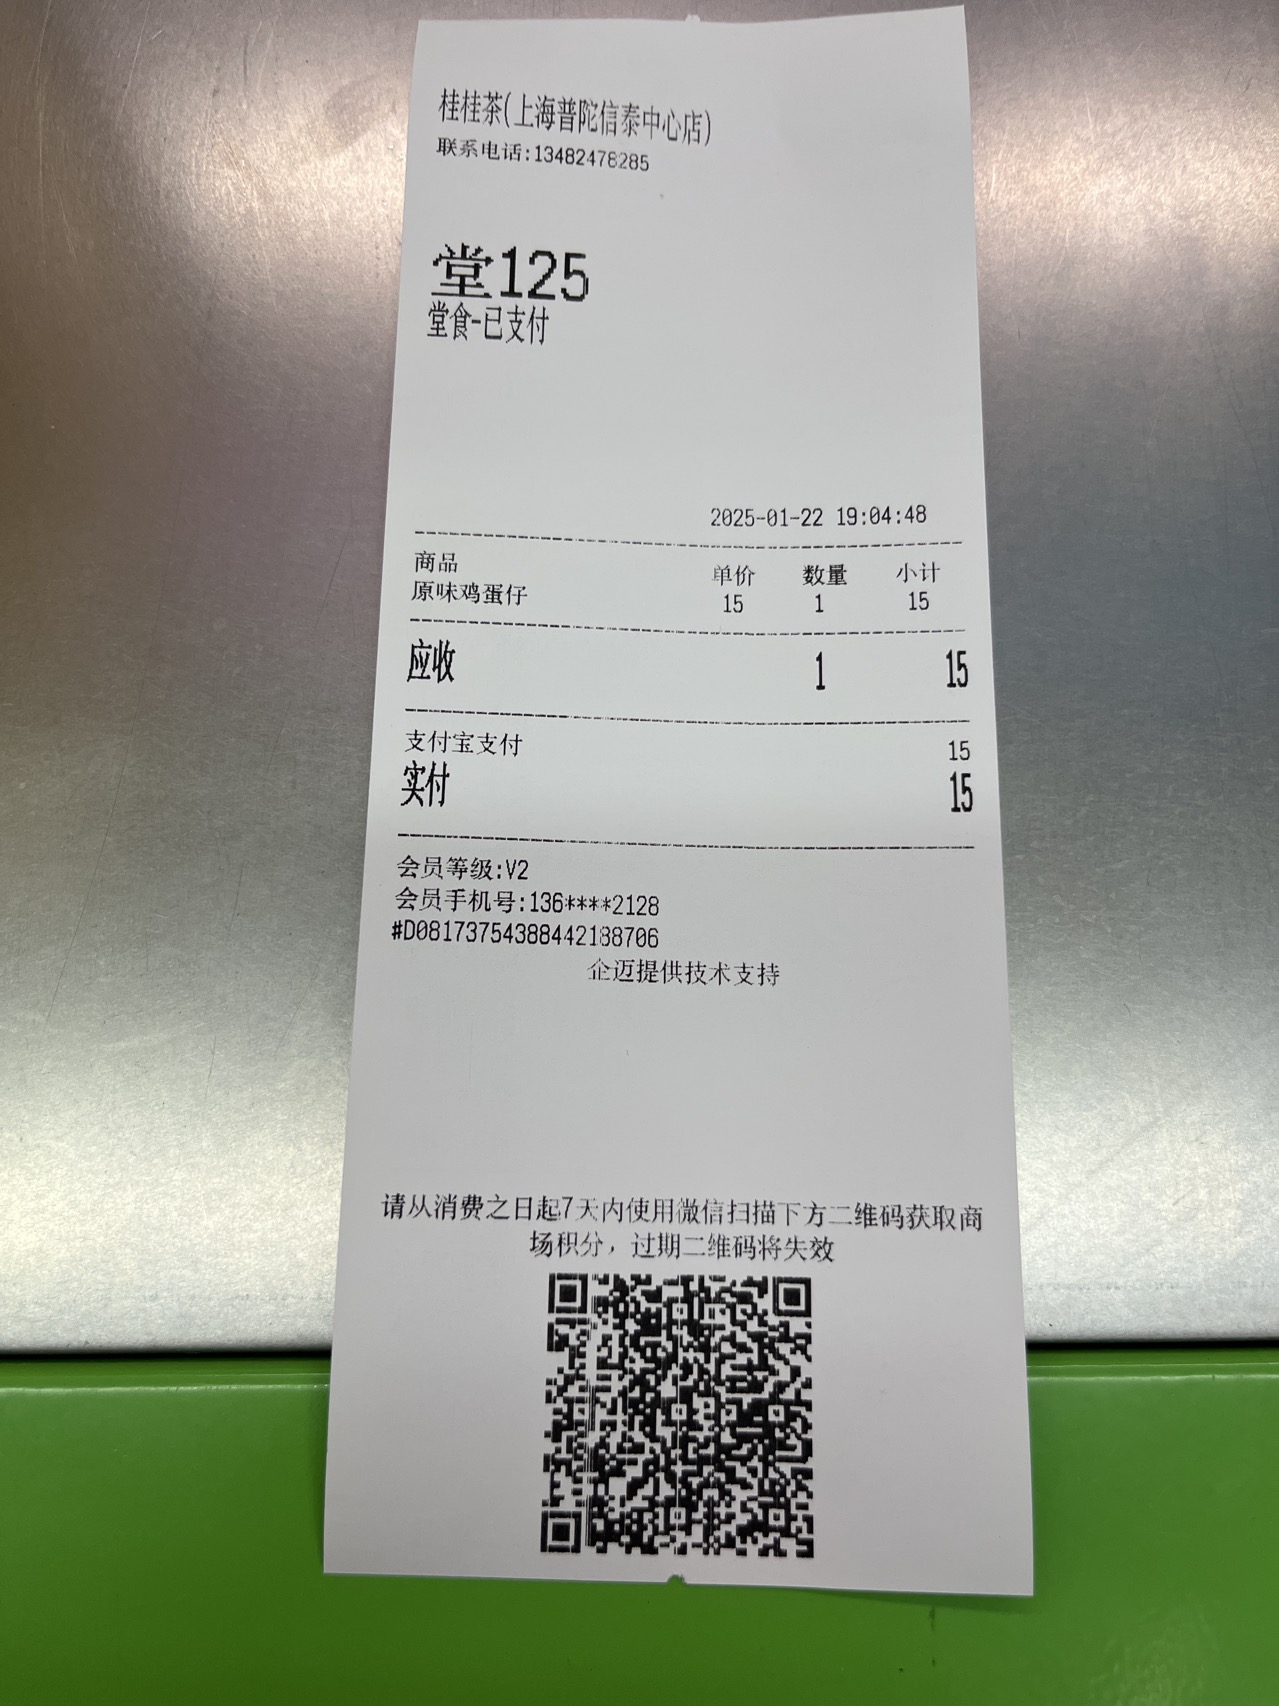 桂桂茶(上海普陀信泰中心店)
联系电话:13482478285
堂125
堂食-已支付
2025-01-22 19:04:48
商品 单价 数量 小计
原味鸡蛋仔 15 1 15
应收 1 15
支付宝支付 15
实付 15
会员等级:V2
会员手机号:136****2128
#D081737543884421​88706
企迈提供技术支持
请从消费之日起7天内使用微信扫描下方二维码获取商
场积分，过期二维码将失效